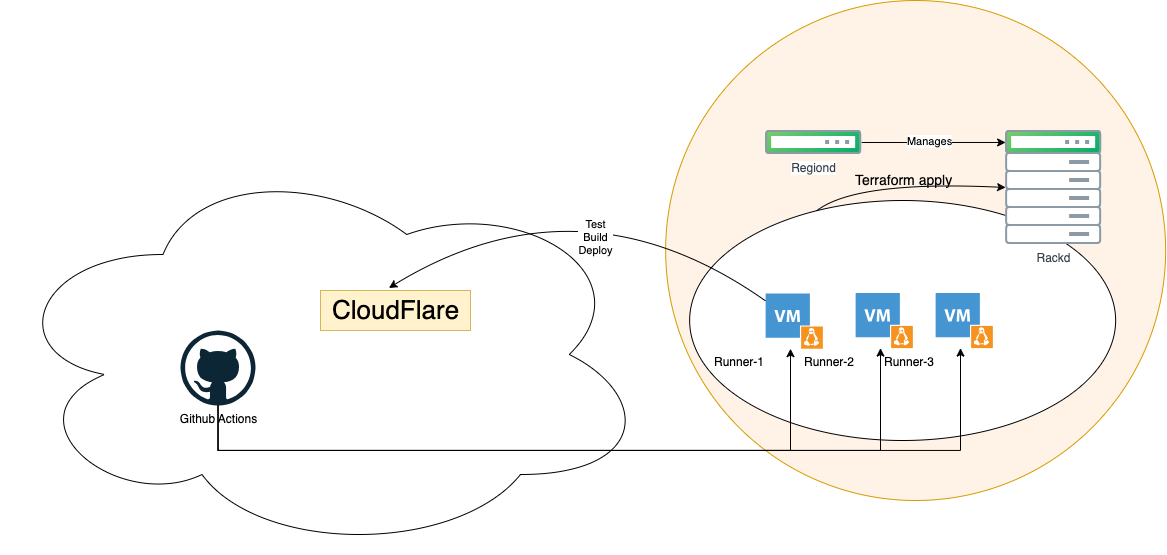 Manages
Regiond
Terraform apply
Rackd
Test
Build
Deploy
CloudFlare
VM
VM
VM
Runner-1
Runner-2
Runner-3
Github Actions